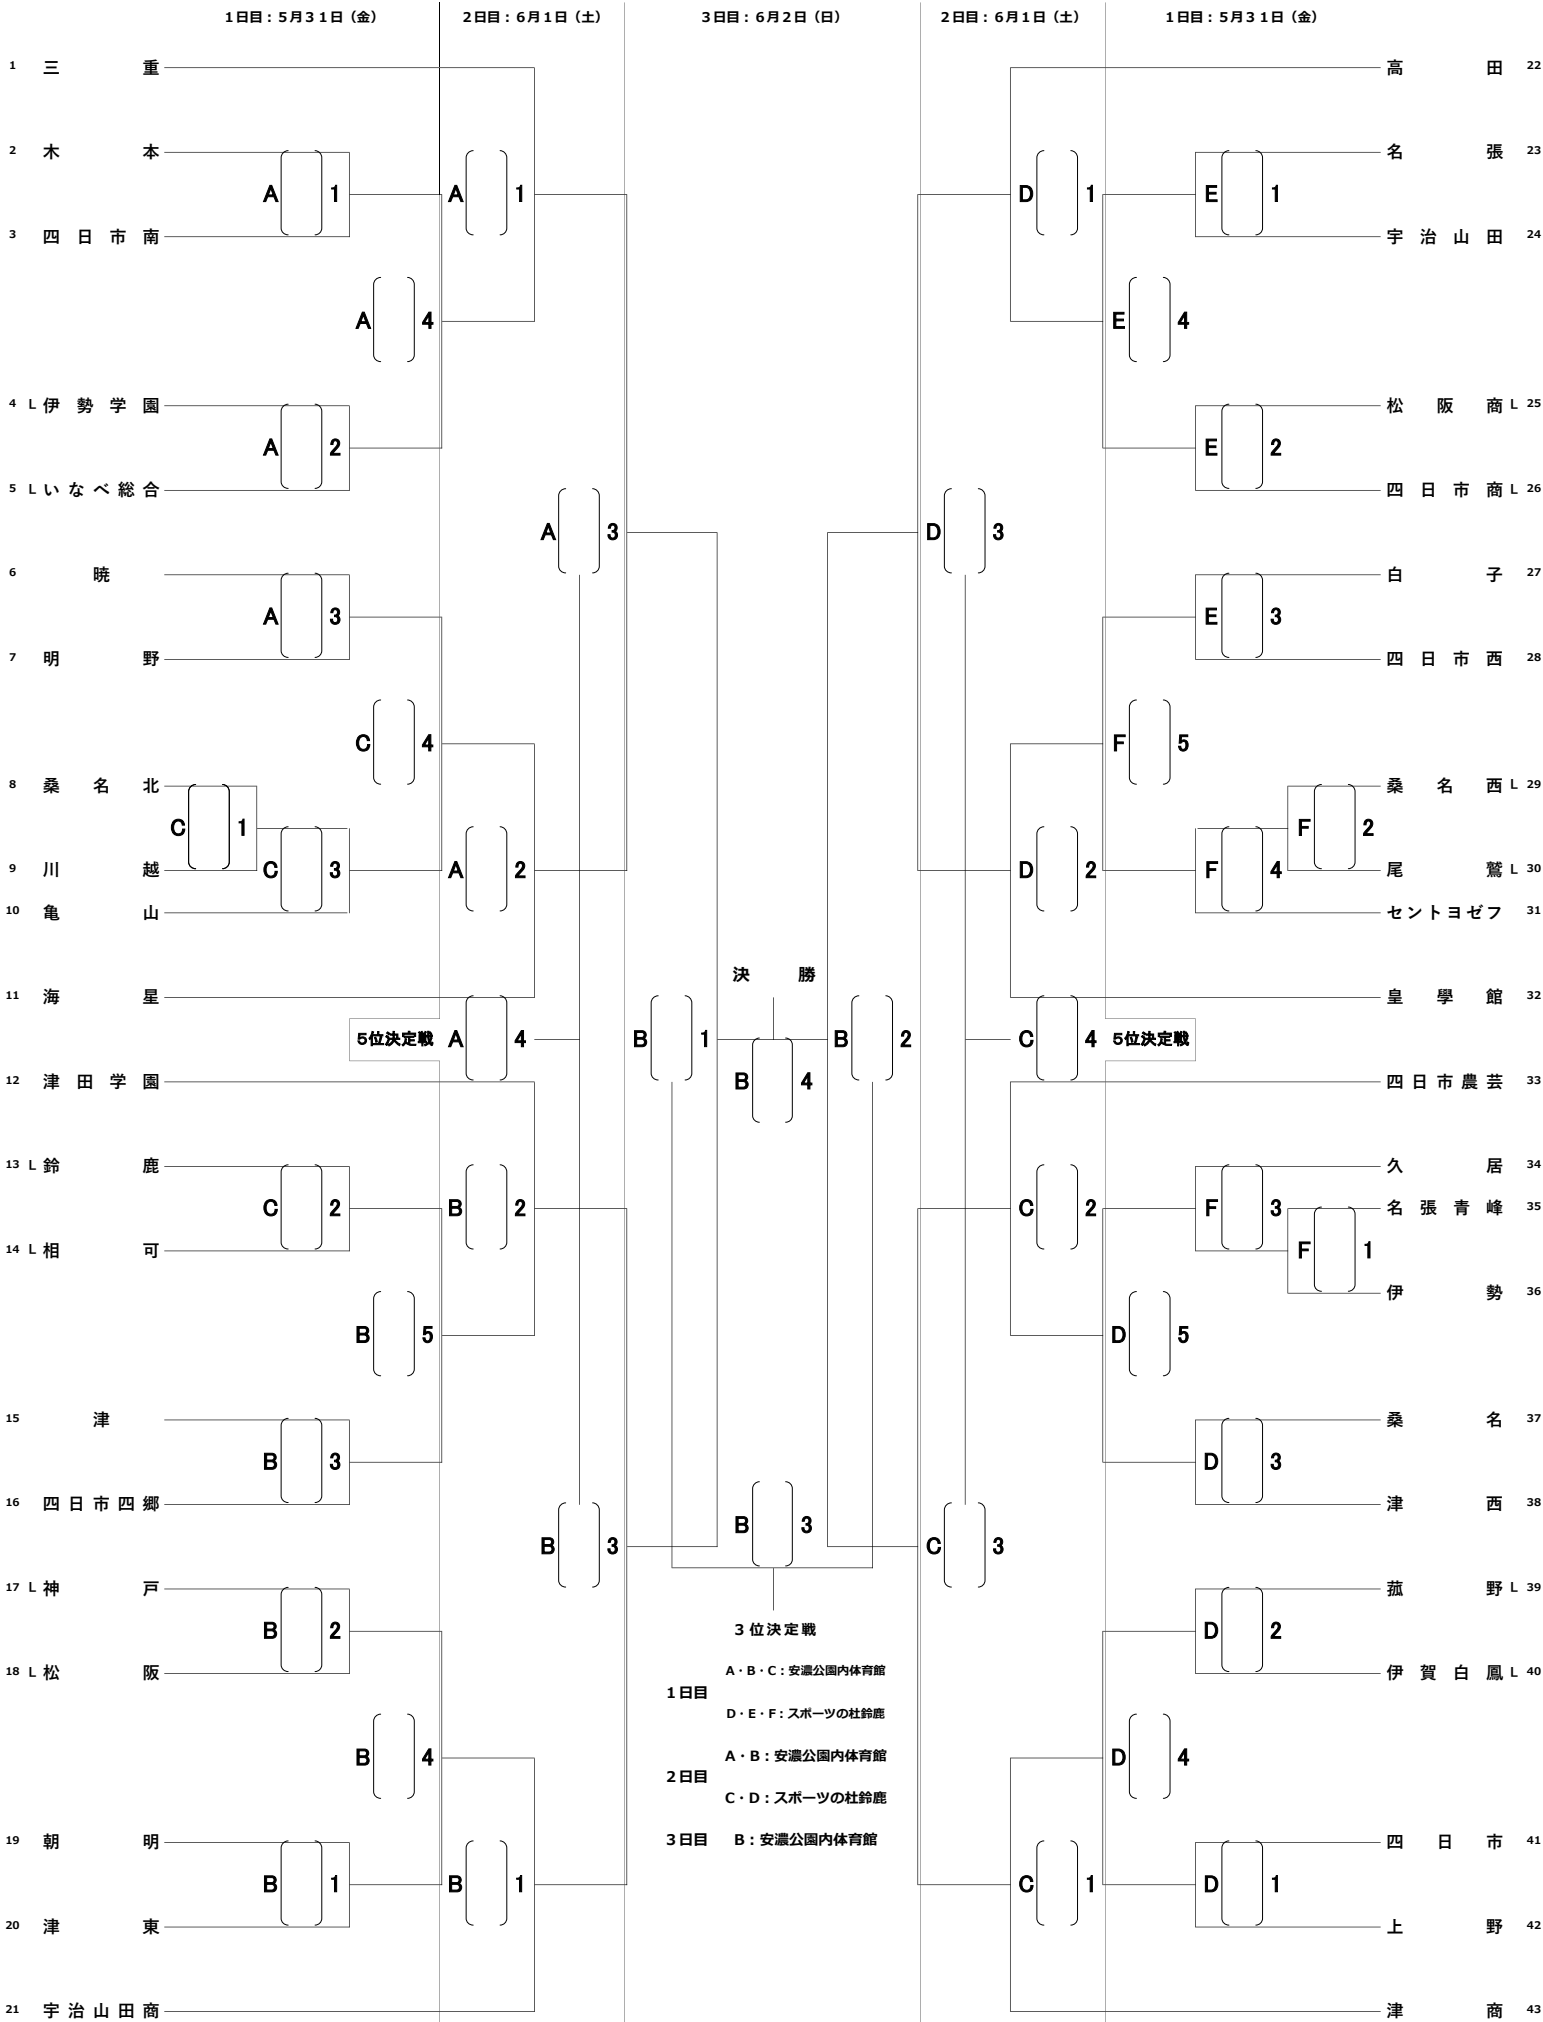 1日目：5月31日（金） 2日目：6月1日（土） 3日目：6月2日（日） 2日目：6月1日（土） 1日目：5月31日（金）
1 三重 高田 22
2 木本 名張 23
A 1 A 1 D 1 E 1
3 四日市南 宇治山田 24
A 4 E 4
4 L 伊勢学園 松阪商 L 25
A 2 E 2
5 L いなべ総合 四日市商 L 26
A 3 D 3
6 暁 白子 27
A 3 E 3
7 明野 四日市西 28
C 4 F 5
8 桑名北 桑名西 L 29
C 1 F 2
9 川越 C 3 A 2 D 2 F 4 尾鷲 L 30
10 亀山 セントヨゼフ 31
決勝
11 海星 皇學館 32
5位決定戦 A 4 B 1 B 2 C 4 5位決定戦
12 津田学園 B 4 四日市農芸 33
13 L 鈴鹿 久居 34
C 2 B 2 C 2 F 3 名張青峰 35
14 L 相可 F 1
伊勢 36
B 5 D 5
15 津 桑名 37
B 3 D 3
16 四日市四郷 津西 38
B 3
B 3 C 3
17 L 神戸 菰野 L 39
B 2 3位決定戦 D 2
18 L 松阪 A・B・C：安濃公園内体育館 伊賀白鳳 L 40
1日目
D・E・F：スポーツの杜鈴鹿
B 4 A・B：安濃公園内体育館 D 4
2日目
C・D：スポーツの杜鈴鹿
19 朝明 3日目 B：安濃公園内体育館 四日市 41
B 1 B 1 C 1 D 1
20 津東 上野 42
21 宇治山田商 津商 43